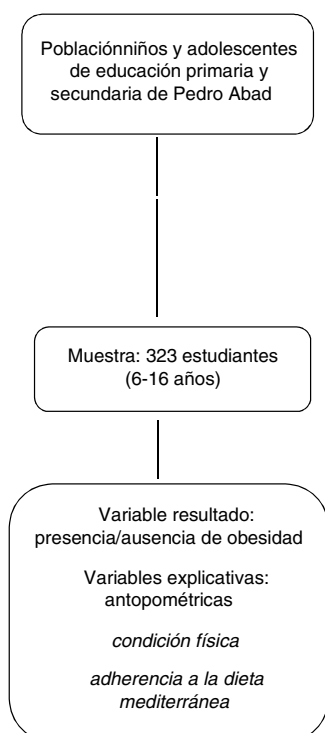 Poblaciónniños y adolescentes
de educación primaria y
secundaria de Pedro Abad
Muestra: 323 estudiantes
(6-16 años)
Variable resultado:
presencia/ausencia de obesidad
Variables explicativas:
antopométricas
condición física
adherencia a la dieta
mediterránea